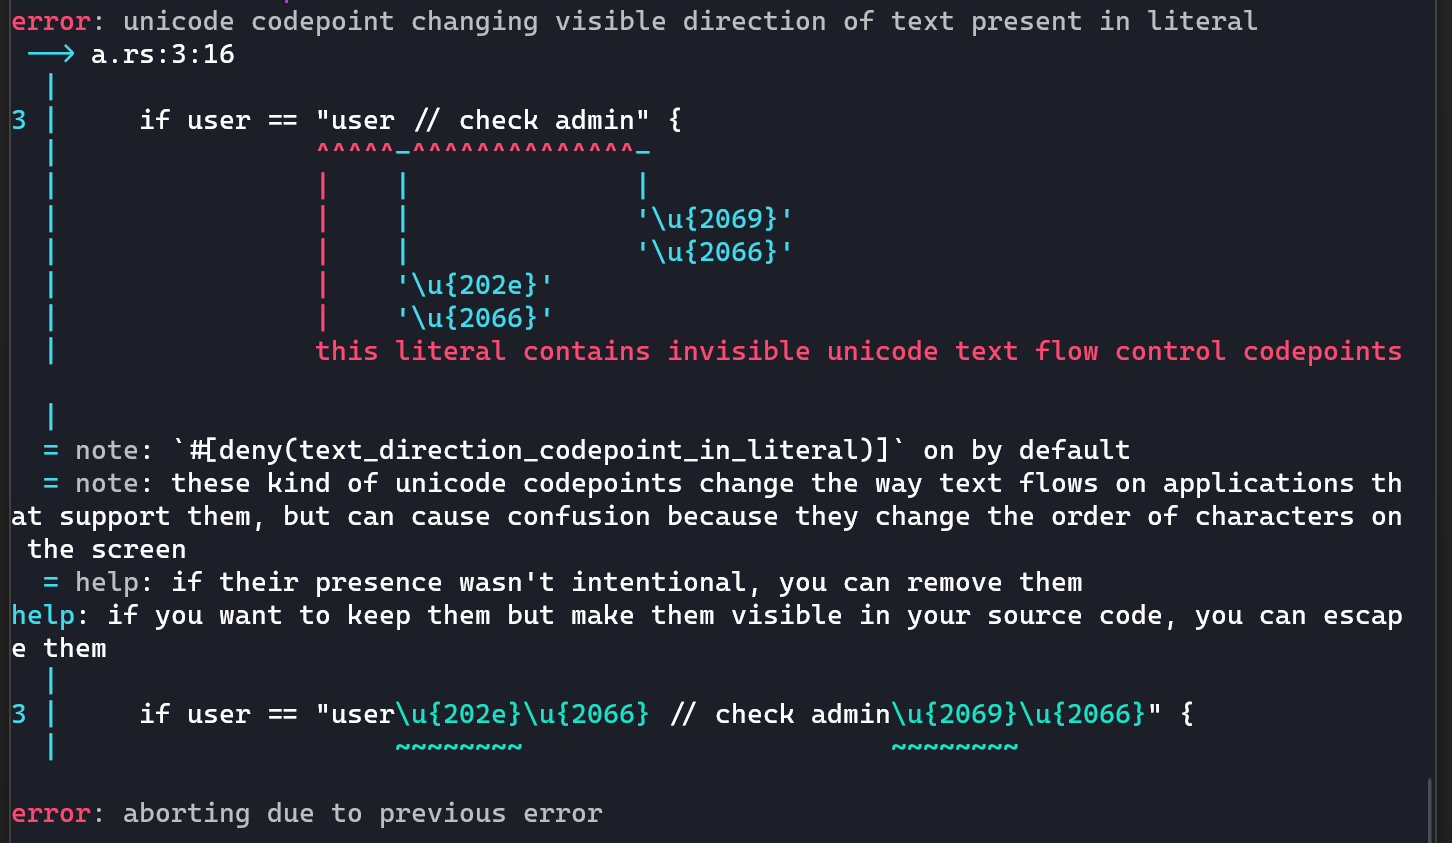 error: unicode codepoint changing visible direction of text present in literal
 --> a.rs:3:16
  |
3 |     if user == "user // check admin" {
  |                ^^^^^-^^^^^^^^^^^^^^-
  |                |    |              |
  |                |    |              '\u{2069}'
  |                |    |              '\u{2066}'
  |                |    '\u{202e}'
  |                |    '\u{2066}'
  |                this literal contains invisible unicode text flow control codepoints
  |
  = note: `#[deny(text_direction_codepoint_in_literal)]` on by default
  = note: these kind of unicode codepoints change the way text flows on applications th
at support them, but can cause confusion because they change the order of characters on
 the screen
  = help: if their presence wasn't intentional, you can remove them
help: if you want to keep them but make them visible in your source code, you can escap
e them
  |
3 |     if user == "user\u{202e}\u{2066} // check admin\u{2069}\u{2066}" {
  |                     ~~~~~~~~                       ~~~~~~~~
error: aborting due to previous error